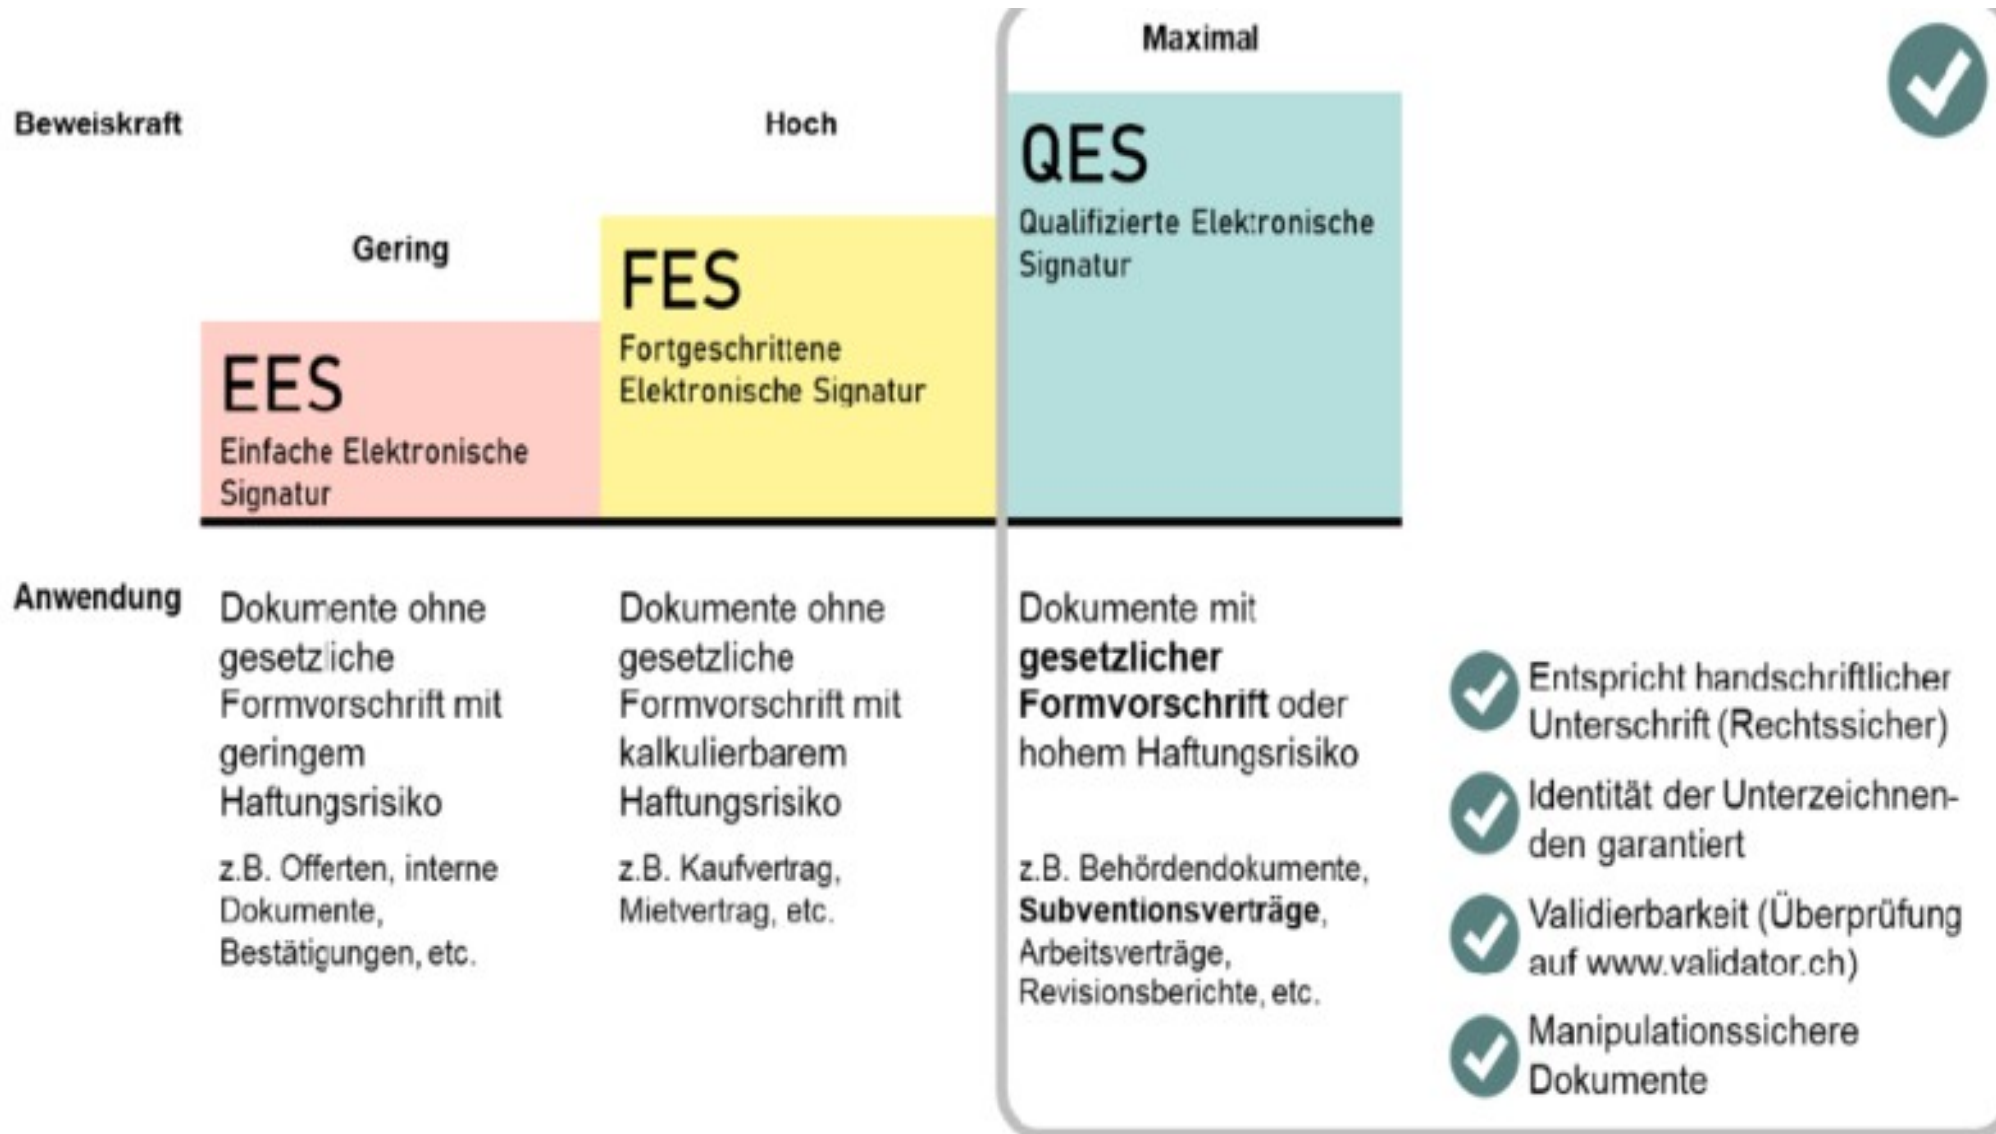 Maximal
Beweiskraft
Hoch
Gering
QES
Qualifizierte Elektronische
Signatur
FES
Fortgeschrittene
Elektronische Signatur
EES
Einfache Elektronische
Signatur
Anwendung
Dokumente ohne
gesetzliche
Formvorschrift mit
geringem
Haftungsrisiko
z.B. Offerten, interne
Dokumente,
Bestätigungen, etc.
Dokumente ohne
gesetzliche
Formvorschrift mit
kalkulierbarem
Haftungsrisiko
z.B. Kaufvertrag,
Mietvertrag, etc.
Dokumente mit
gesetzlicher
Formvorschrift oder
hohem Haftungsrisiko
z.B. Behördendokumente,
Subventionsverträge,
Arbeitsverträge,
Revisionsberichte, etc.
Entspricht handschriftlicher
Unterschrift (Rechtssicher)
Identität der Unterzeichnen-
den garantiert
Validierbarkeit (Überprüfung
auf www.validator.ch)
Manipulationssichere
Dokumente